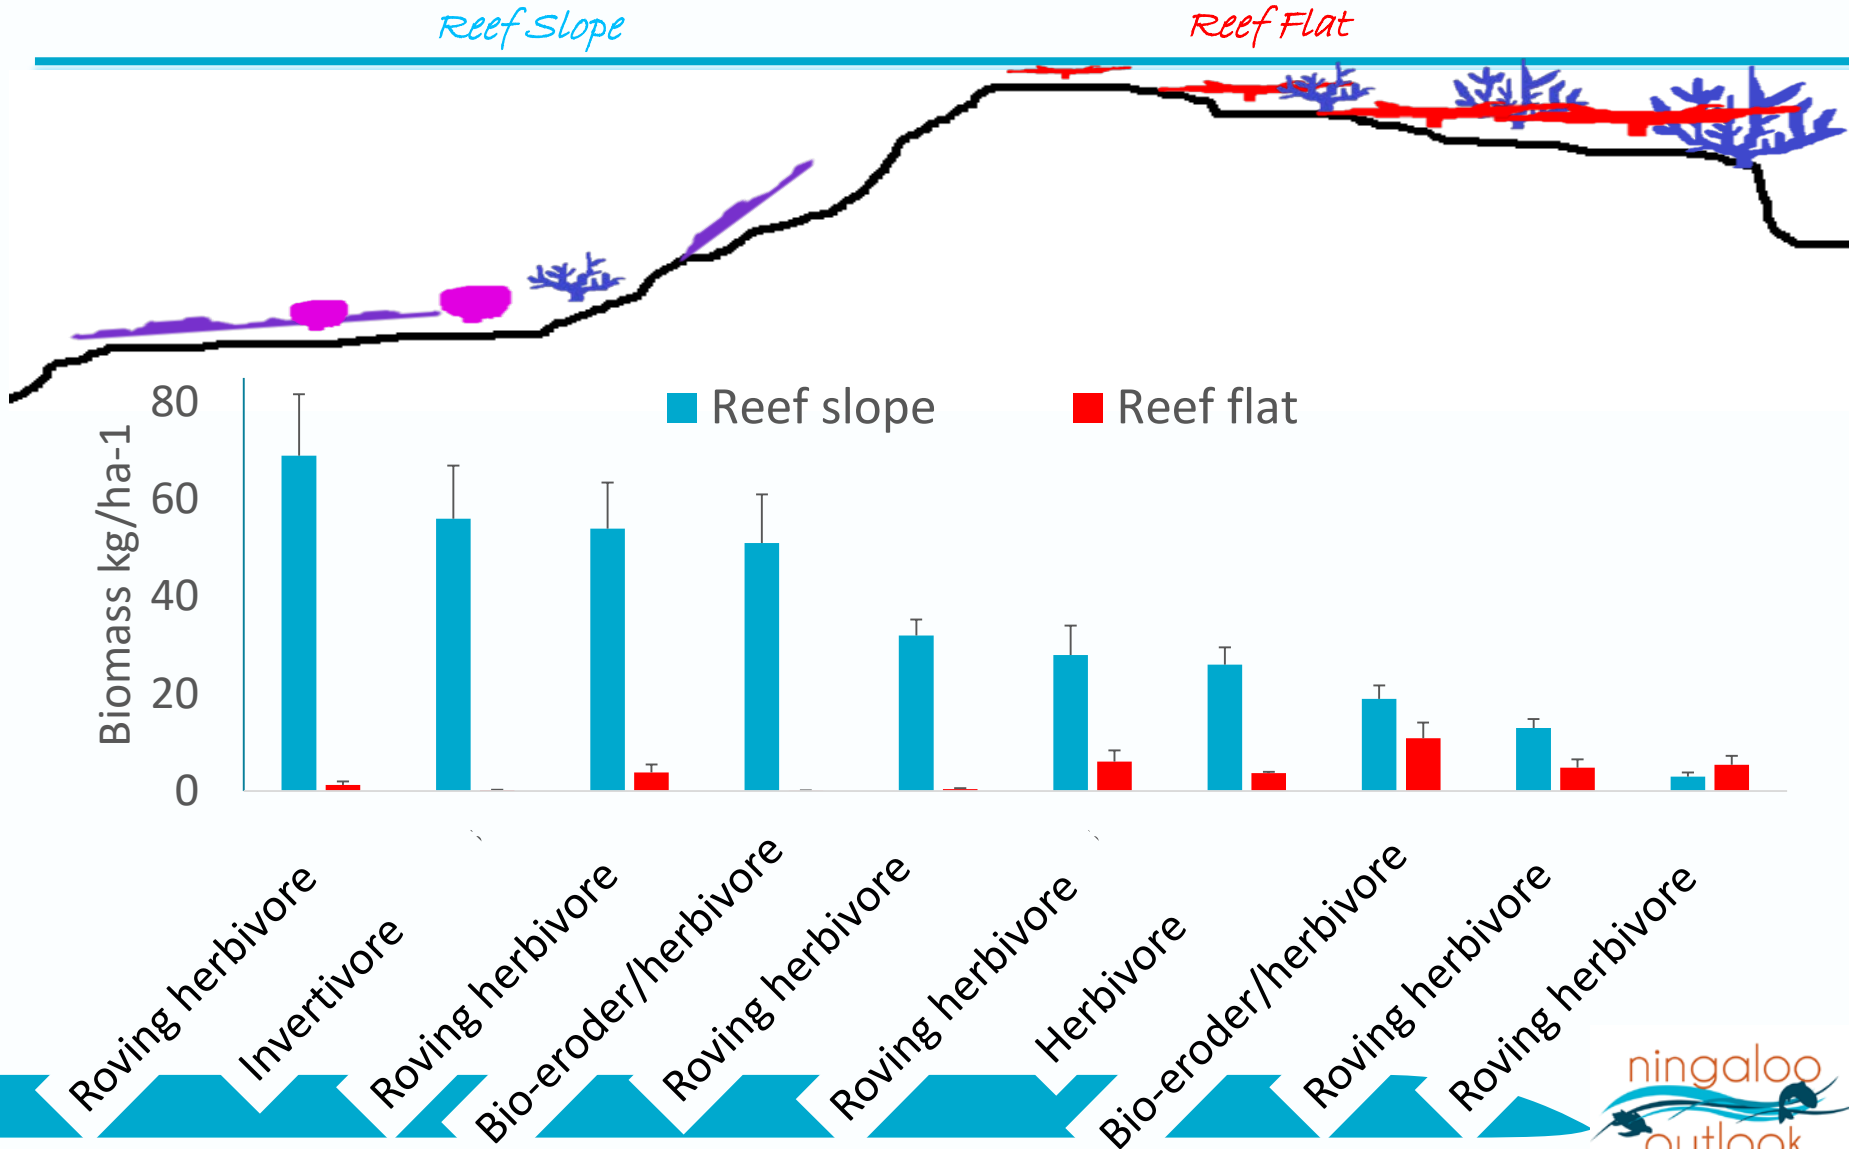 Reef Slope
Reef Flat
Reef slope
Reef flat
Biomass kg/ha-1
80
60
40
20
0
Roving herbivore
Invertivore
Roving herbivore
Bio-eroder/herbivore
Roving herbivore
Roving herbivore
Herbivore
Bio-eroder/herbivore
Roving herbivore
Roving herbivore
ningaloo
outlook